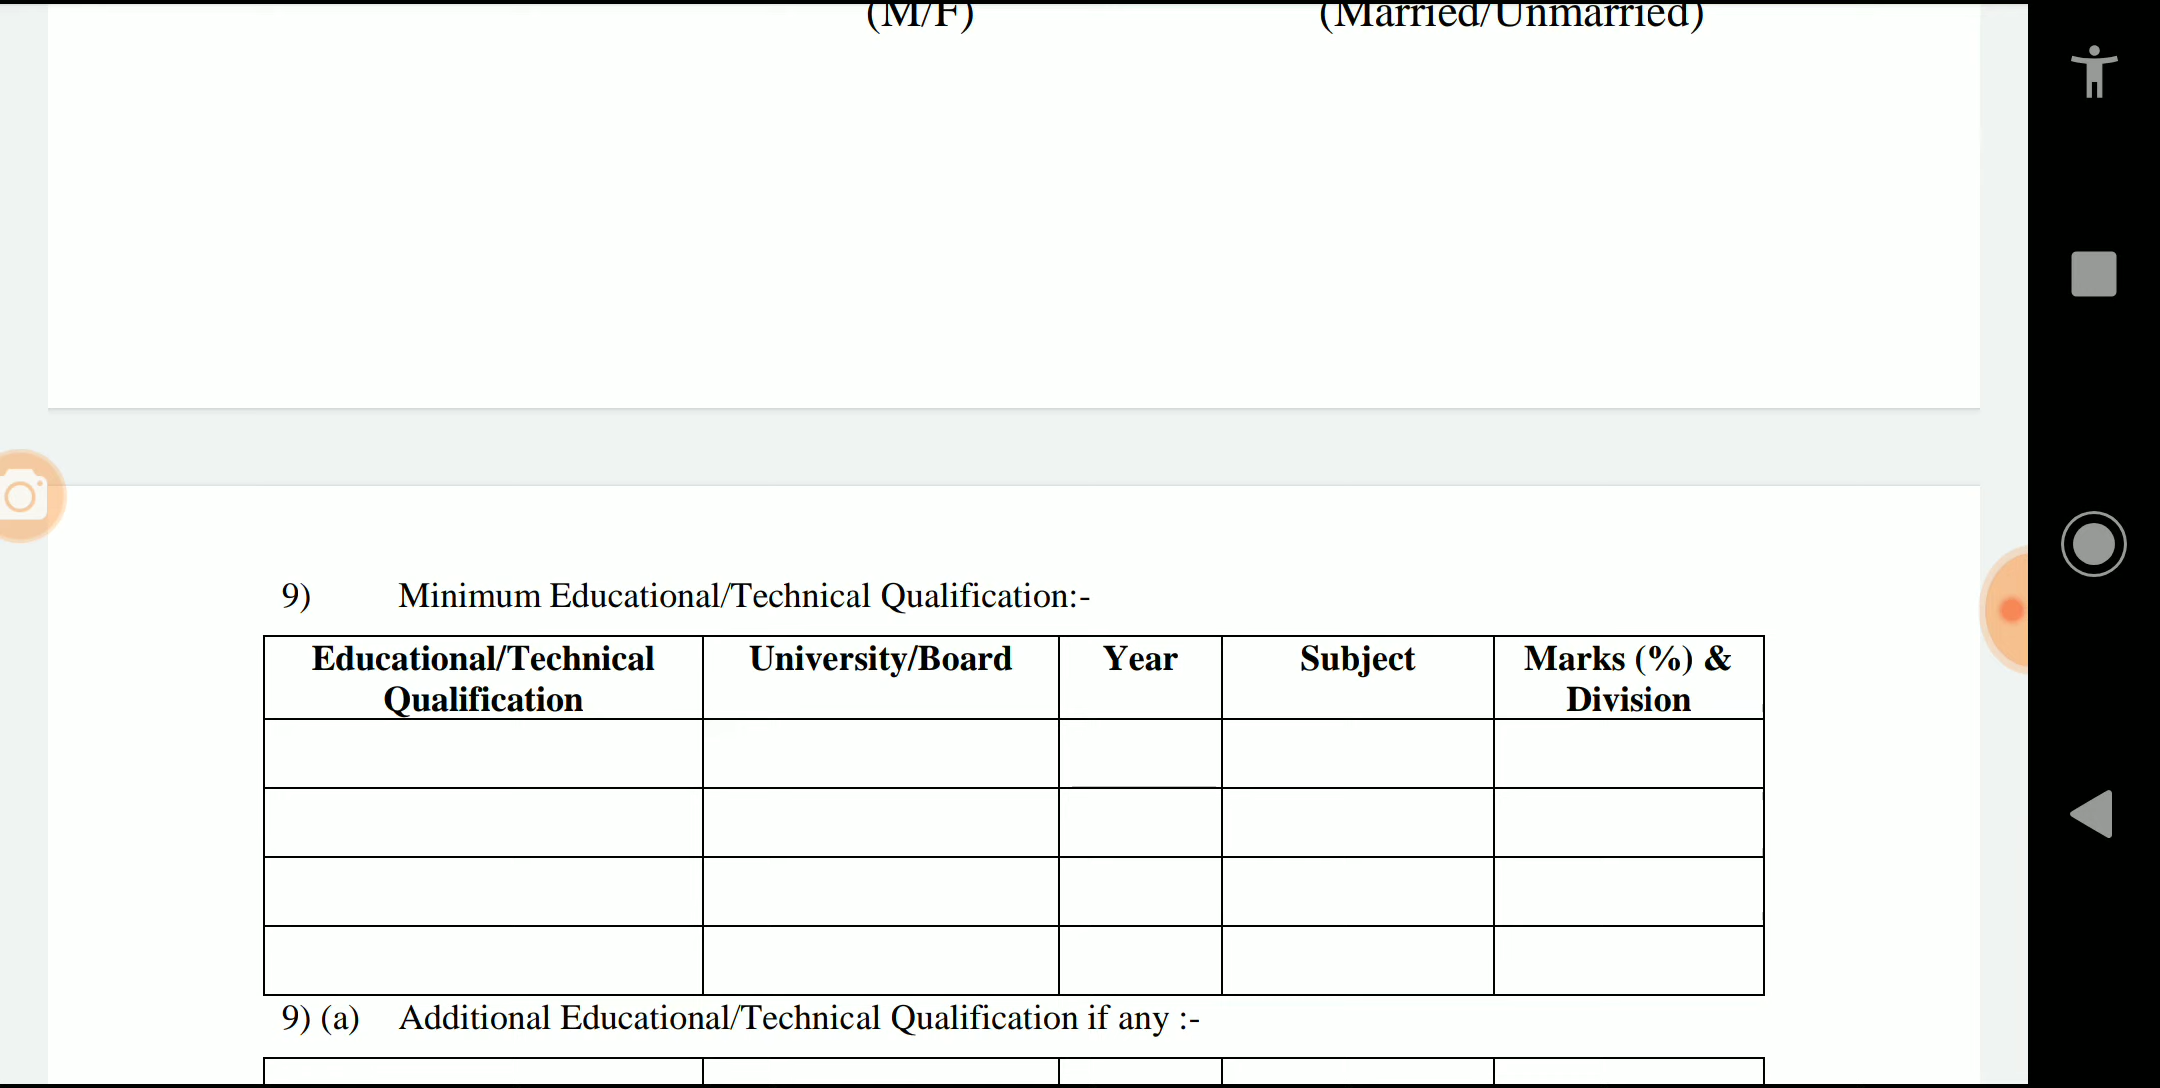 (M/F) (Married/Unmarried)
9) Minimum Educational/Technical Qualification:-
Educational/Technical Qualification University/Board Year Subject Marks (%) & Division
9) (a) Additional Educational/Technical Qualification if any :-